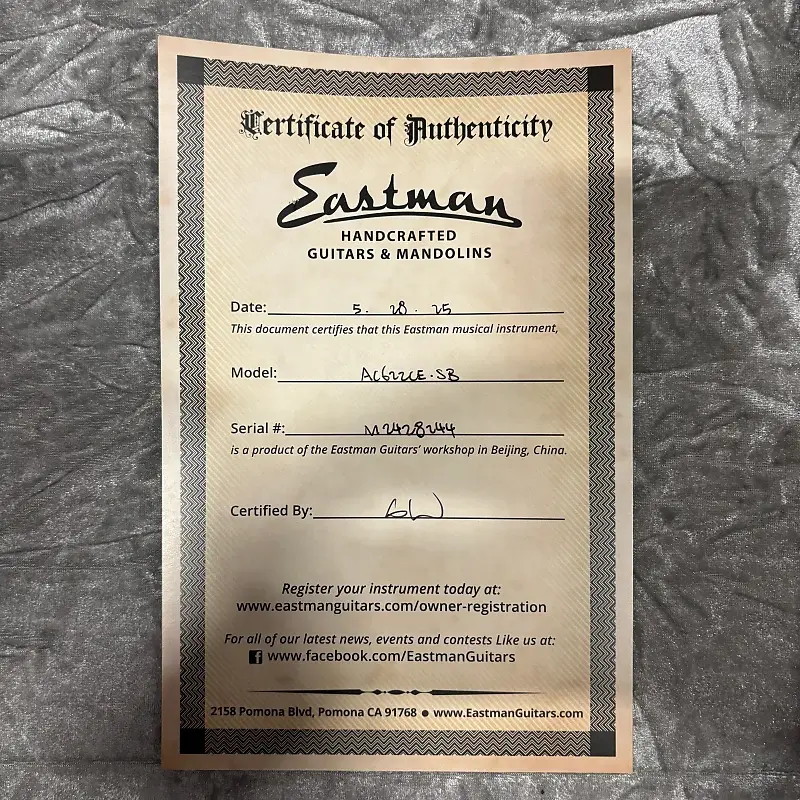 Certificate of Authenticity
Eastman
HANDCRAFTED
GUITARS & MANDOLINS
Date: 5. 28. 25
This document certifies that this Eastman musical instrument,
Model: AC622CE-SB
Serial #: M2428244
is a product of the Eastman Guitars' workshop in Beijing, China.
Certified By: GW
Register your instrument today at:
www.eastmanguitars.com/owner-registration
For all of our latest news, events and contests Like us at:
www.facebook.com/EastmanGuitars
2158 Pomona Blvd, Pomona CA 91768 ● www.EastmanGuitars.com